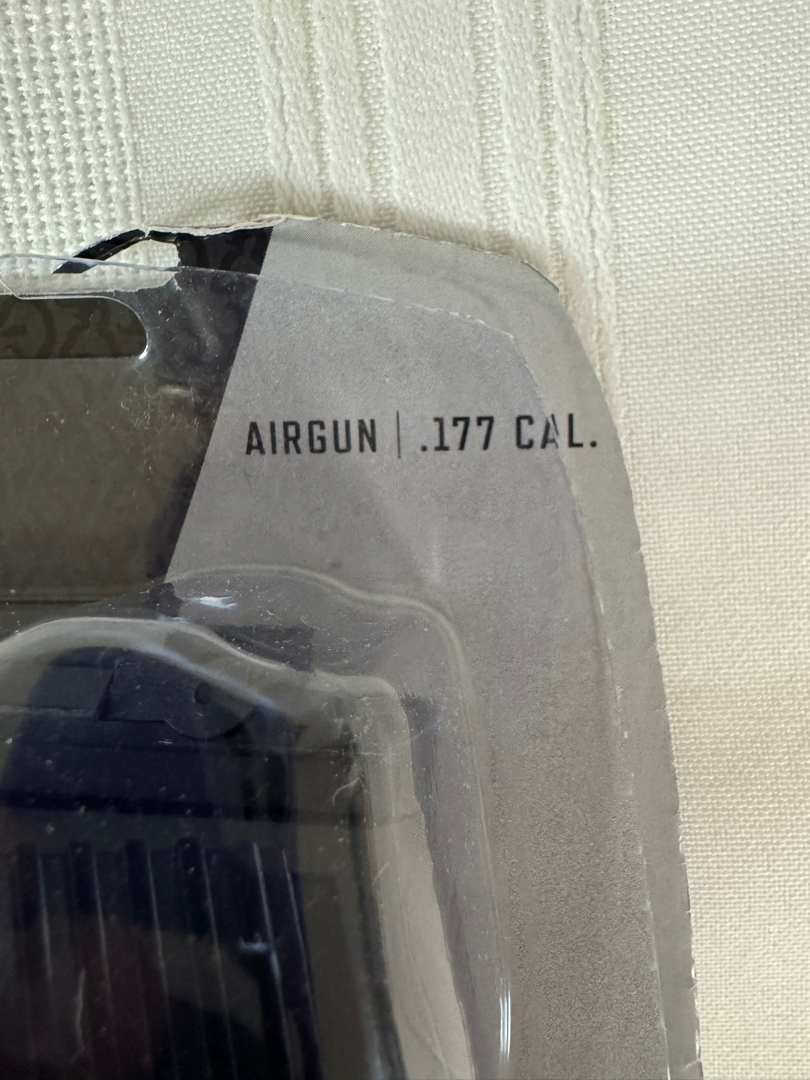 AIRGUN | .177 CAL.